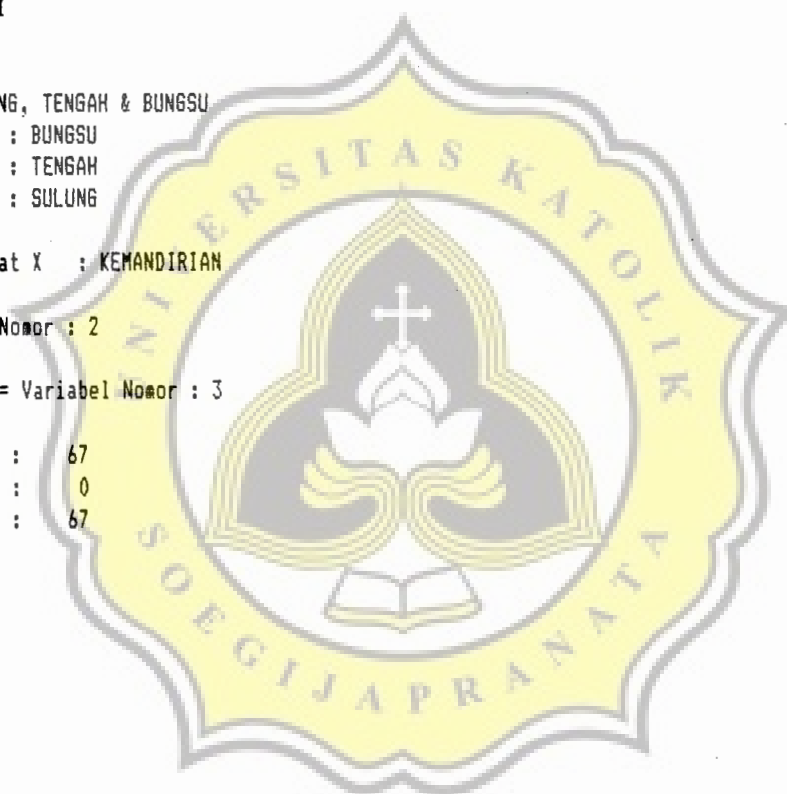 NG, TENGAH & BUNGSU
: BUNGSU
: TENGAH
: SULUNG
at X : KEMANDIRIAN
Nomor : 2
= Variabel Nomor : 3
: 67
: 0
: 67
UNIVERSITAS KATOLIK
SOEGIJAPRANATA